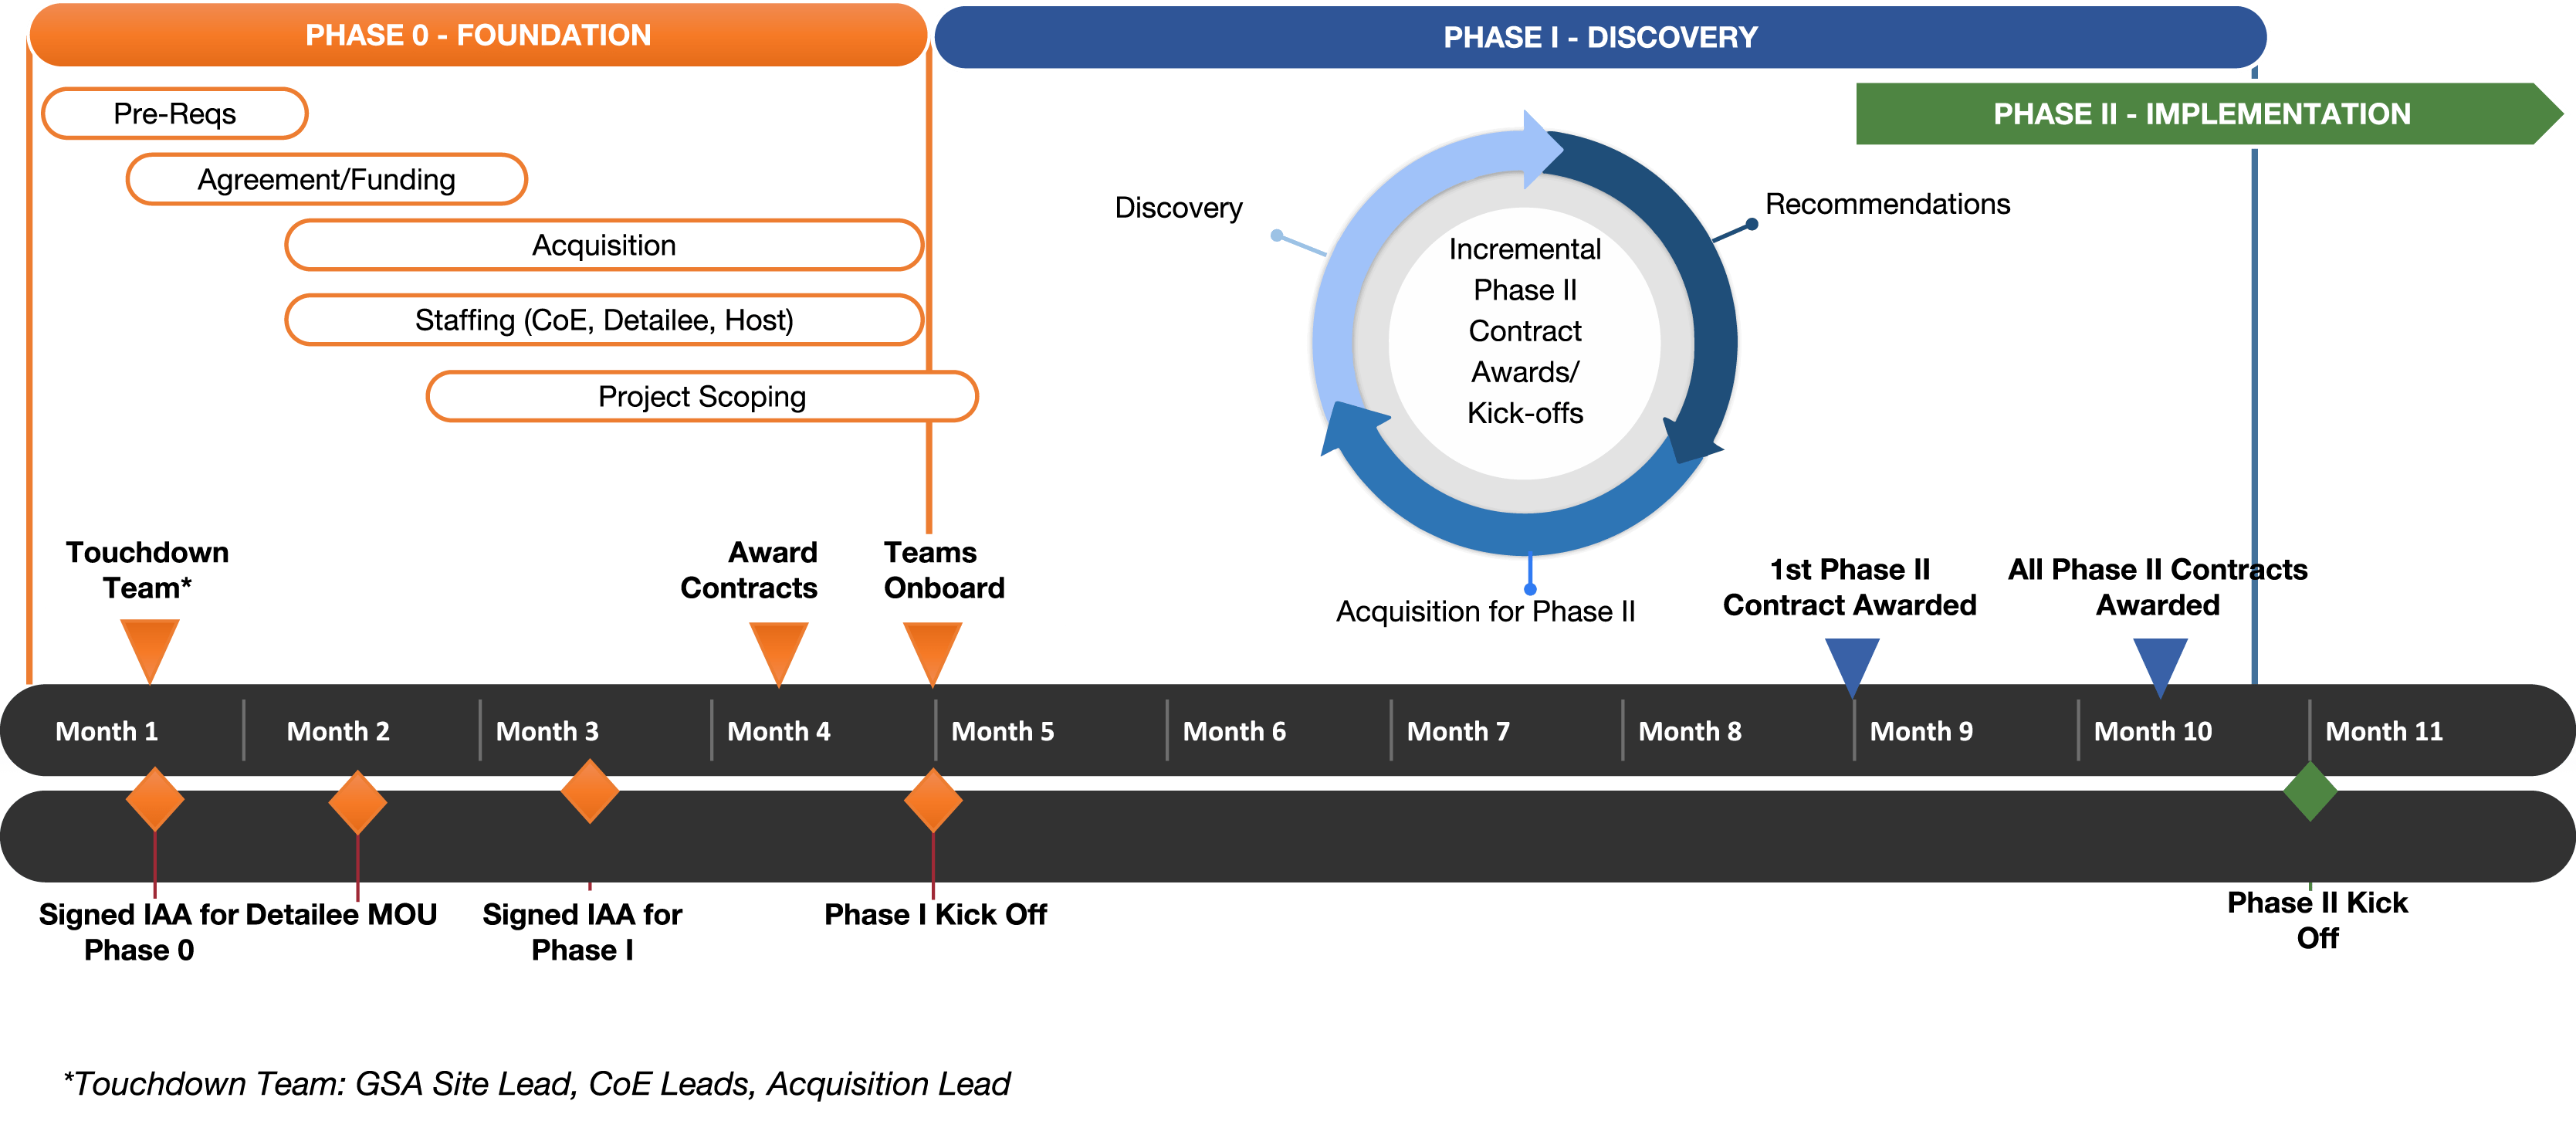 PHASE 0 - FOUNDATION
PHASE I - DISCOVERY
PHASE II - IMPLEMENTATION
Pre-Reqs
Agreement/Funding
Acquisition
Staffing (CoE, Detailee, Host)
Project Scoping
Discovery
Recommendations
Incremental
Phase II
Contract
Awards/
Kick-offs
Acquisition for Phase II
Touchdown
Team*
Award
Contracts
Teams
Onboard
1st Phase II
Contract Awarded
All Phase II Contracts
Awarded
Month 1
Month 2
Month 3
Month 4
Month 5
Month 6
Month 7
Month 8
Month 9
Month 10
Month 11
Signed IAA for
Phase 0
Detailee MOU
Signed IAA for
Phase I
Phase I Kick Off
Phase II Kick
Off
*Touchdown Team: GSA Site Lead, CoE Leads, Acquisition Lead